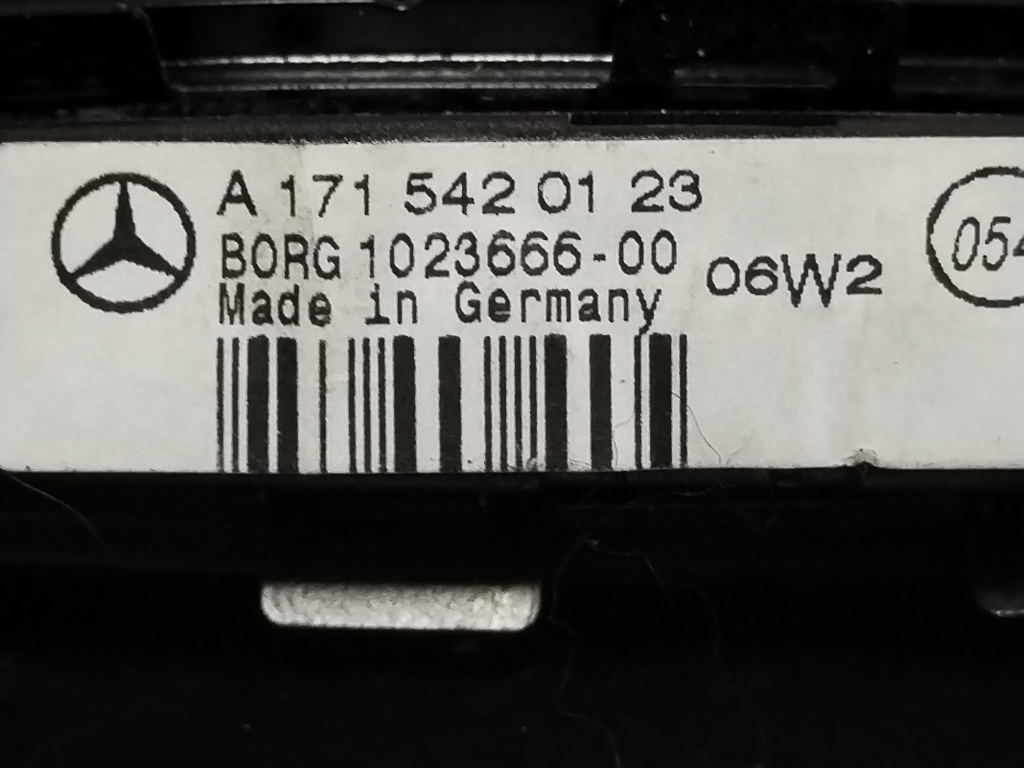 A 171 542 01 23
BORG 1023666-00
Made in Germany
06W2